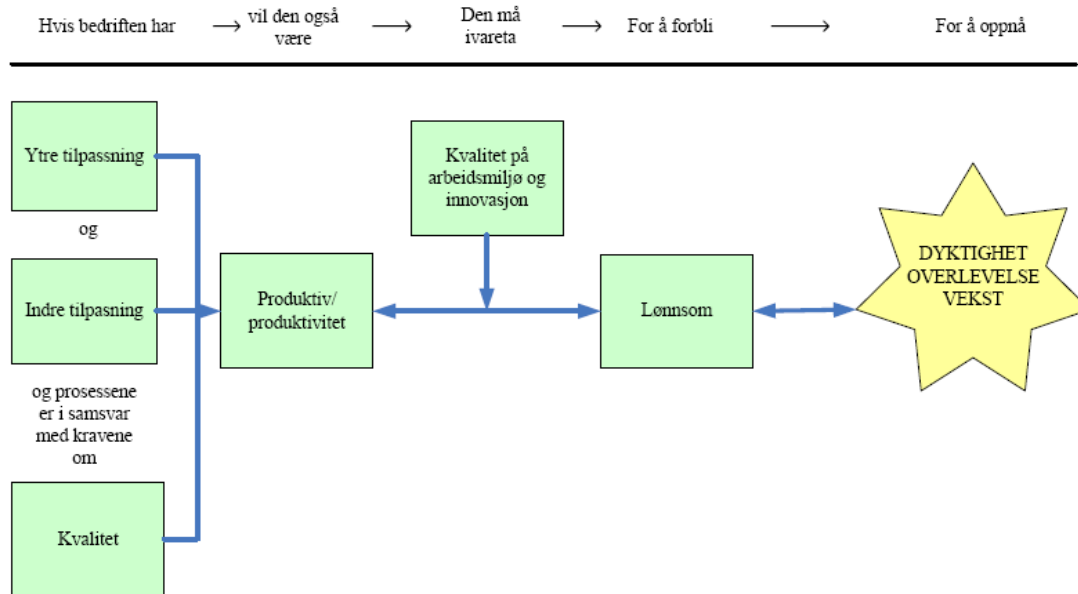 Hvis bedriften har
vil den også
være
Den må
ivareta
For å forbli
For å oppnå
Ytre tilpassning
og
Indre tilpasning
og prosessene
er i samsvar
med kravene
om
Kvalitet
Produktiv/
produktivitet
Kvalitet på
arbeidsmiljø og
innovasjon
Lønnsom
DYKTIGHET
OVERLEVELSE
VEKST